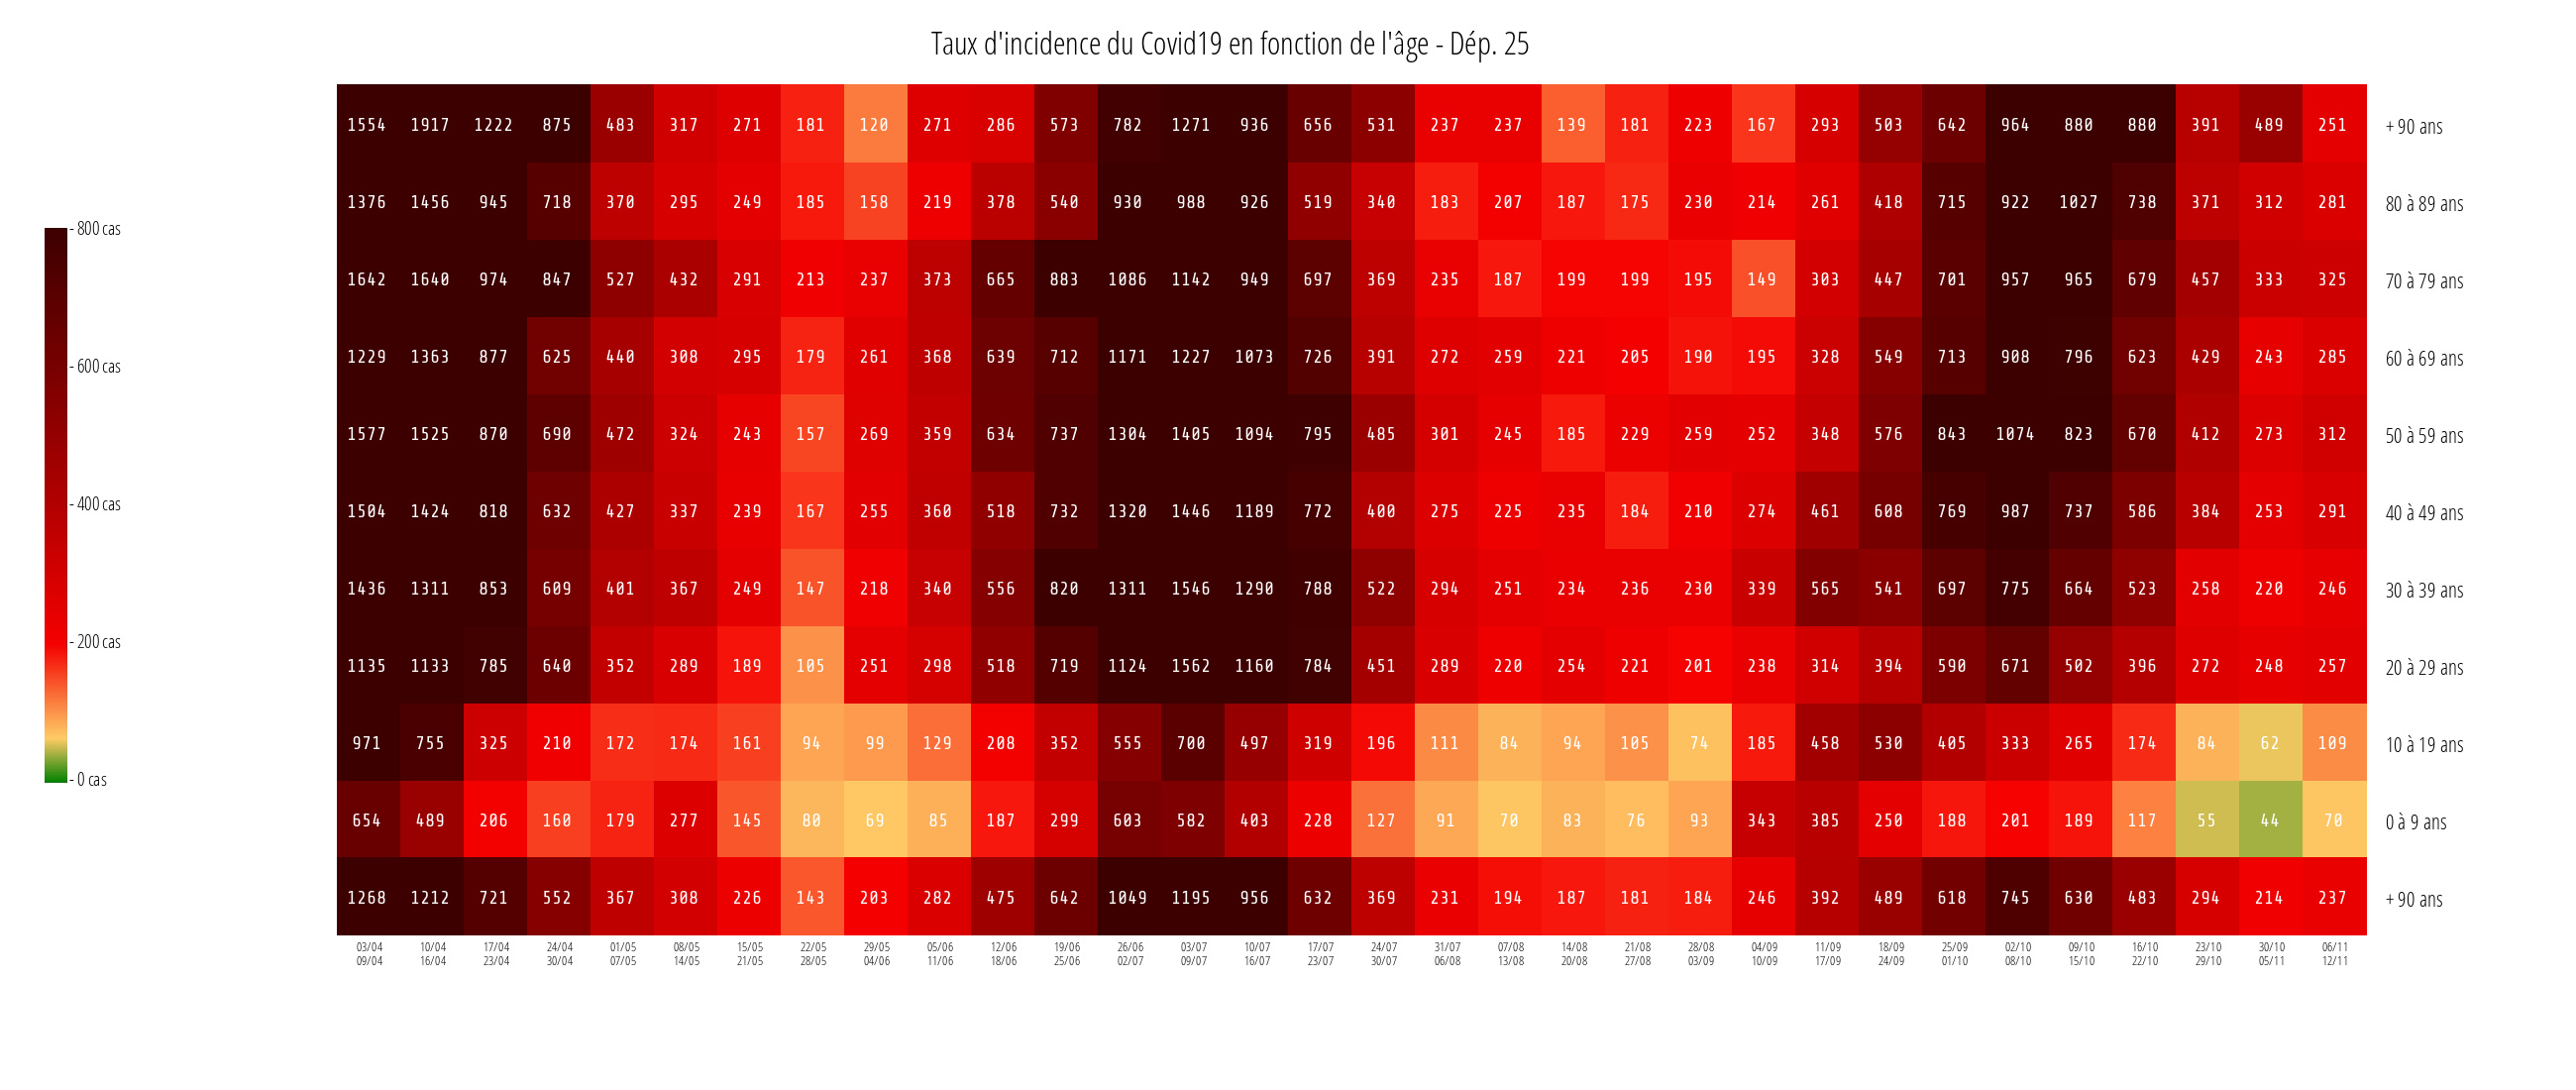 Taux d'incidence du Covid19 en fonction de l'âge - Dép. 25
- 800 cas
- 600 cas
- 400 cas
- 200 cas
- 0 cas
1554 1917 1222 875 483 317 271 181 120 271 286 573 782 1271 936 656 531 237 237 139 181 223 167 293 503 642 964 880 880 391 489 251 + 90 ans
1376 1456 945 718 370 295 249 185 158 219 378 540 930 988 926 519 340 183 207 187 175 230 214 261 418 715 922 1027 738 371 312 281 80 à 89 ans
1642 1640 974 847 527 432 291 213 237 373 665 883 1086 1142 949 697 369 235 187 199 199 195 149 303 447 701 957 965 679 457 333 325 70 à 79 ans
1229 1363 877 625 440 308 295 179 261 368 639 712 1171 1227 1073 726 391 272 259 221 205 190 195 328 549 713 908 796 623 429 243 285 60 à 69 ans
1577 1525 870 690 472 324 243 157 269 359 634 737 1304 1405 1094 795 485 301 245 185 229 259 252 348 576 843 1074 823 670 412 273 312 50 à 59 ans
1504 1424 818 632 427 337 239 167 255 360 518 732 1320 1446 1189 772 400 275 225 235 184 210 274 461 608 769 987 737 586 384 253 291 40 à 49 ans
1436 1311 853 609 401 367 249 147 218 340 556 820 1311 1546 1290 788 522 294 251 234 236 230 339 565 541 697 775 664 523 258 220 246 30 à 39 ans
1135 1133 785 640 352 289 189 105 251 298 518 719 1124 1562 1160 784 451 289 220 254 221 201 238 314 394 590 671 502 396 272 248 257 20 à 29 ans
971 755 325 210 172 174 161 94 99 129 208 352 555 700 497 319 196 111 84 94 105 74 185 458 530 405 333 265 174 84 62 109 10 à 19 ans
654 489 206 160 179 277 145 80 69 85 187 299 603 582 403 228 127 91 70 83 76 93 343 385 250 188 201 189 117 55 44 70 0 à 9 ans
1268 1212 721 552 367 308 226 143 203 282 475 642 1049 1195 956 632 369 231 194 187 181 184 246 392 489 618 745 630 483 294 214 237 + 90 ans
03/04 10/04 17/04 24/04 01/05 08/05 15/05 22/05 29/05 05/06 12/06 19/06 26/06 03/07 10/07 17/07 24/07 31/07 07/08 14/08 21/08 28/08 04/09 11/09 18/09 25/09 02/10 09/10 16/10 23/10 30/10 06/11
09/04 16/04 23/04 30/04 07/05 14/05 21/05 28/05 04/06 11/06 18/06 25/06 02/07 09/07 16/07 23/07 30/07 06/08 13/08 20/08 27/08 03/09 10/09 17/09 24/09 01/10 08/10 15/10 22/10 29/10 05/11 12/11